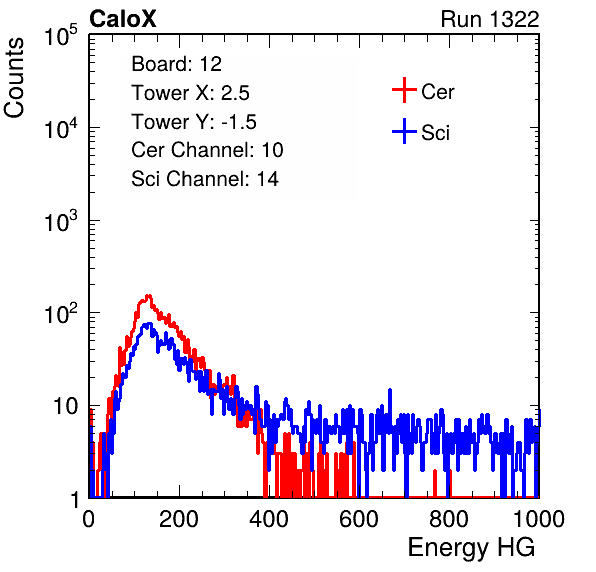 CaloX Run 1322
Counts
10^5
10^4
10^3
10^2
10
1
Board: 12
Tower X: 2.5
Tower Y: -1.5
Cer Channel: 10
Sci Channel: 14
Cer
Sci
0 200 400 600 800 1000
Energy HG